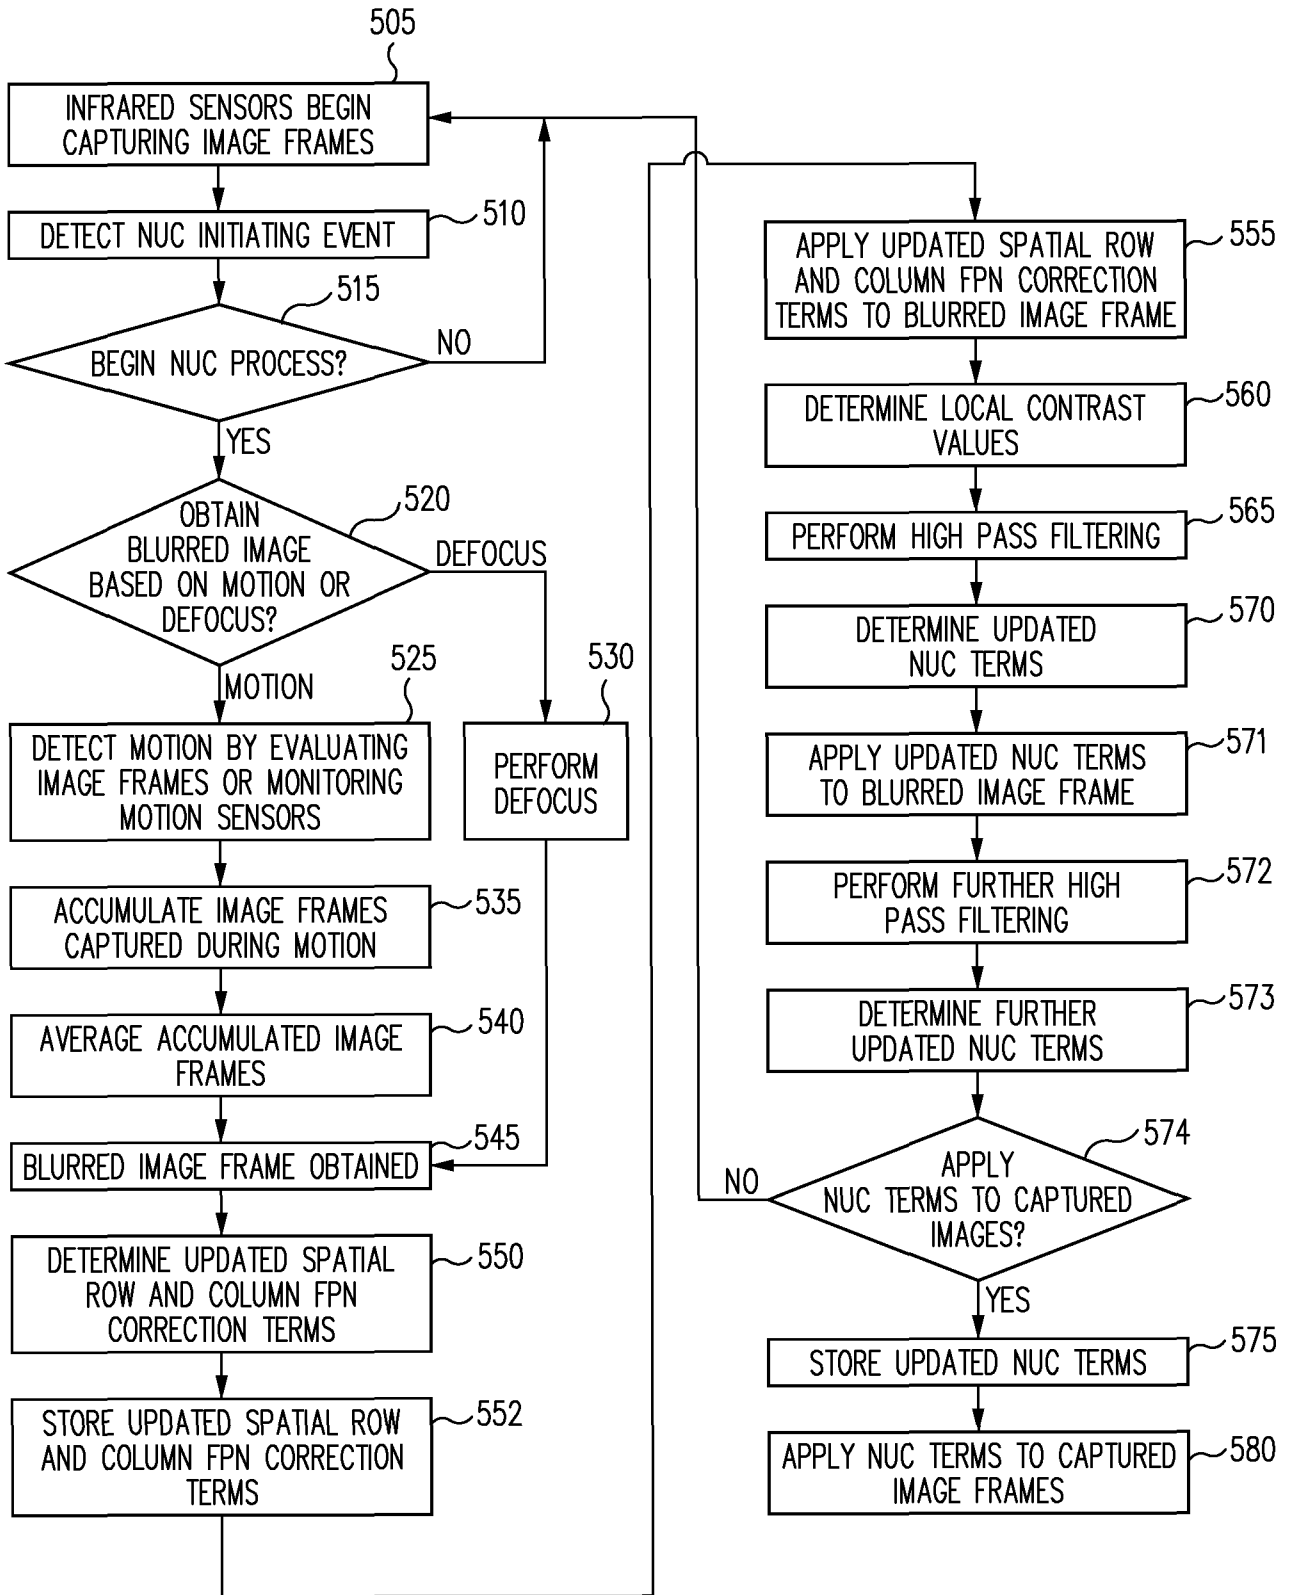 505
INFRARED SENSORS BEGIN
CAPTURING IMAGE FRAMES
510
DETECT NUC INITIATING EVENT
515
BEGIN NUC PROCESS?
NO
YES
520
OBTAIN
BLURRED IMAGE
BASED ON MOTION OR
DEFOCUS?
DEFOCUS
MOTION
525
DETECT MOTION BY EVALUATING
IMAGE FRAMES OR MONITORING
MOTION SENSORS
530
PERFORM
DEFOCUS
535
ACCUMULATE IMAGE FRAMES
CAPTURED DURING MOTION
540
AVERAGE ACCUMULATED IMAGE
FRAMES
545
BLURRED IMAGE FRAME OBTAINED
550
DETERMINE UPDATED SPATIAL
ROW AND COLUMN FPN
CORRECTION TERMS
552
STORE UPDATED SPATIAL ROW
AND COLUMN FPN CORRECTION
TERMS
555
APPLY UPDATED SPATIAL ROW
AND COLUMN FPN CORRECTION
TERMS TO BLURRED IMAGE FRAME
560
DETERMINE LOCAL CONTRAST
VALUES
565
PERFORM HIGH PASS FILTERING
570
DETERMINE UPDATED
NUC TERMS
571
APPLY UPDATED NUC TERMS
TO BLURRED IMAGE FRAME
572
PERFORM FURTHER HIGH
PASS FILTERING
573
DETERMINE FURTHER
UPDATED NUC TERMS
574
APPLY
NUC TERMS TO CAPTURED
IMAGES?
NO
YES
575
STORE UPDATED NUC TERMS
580
APPLY NUC TERMS TO CAPTURED
IMAGE FRAMES